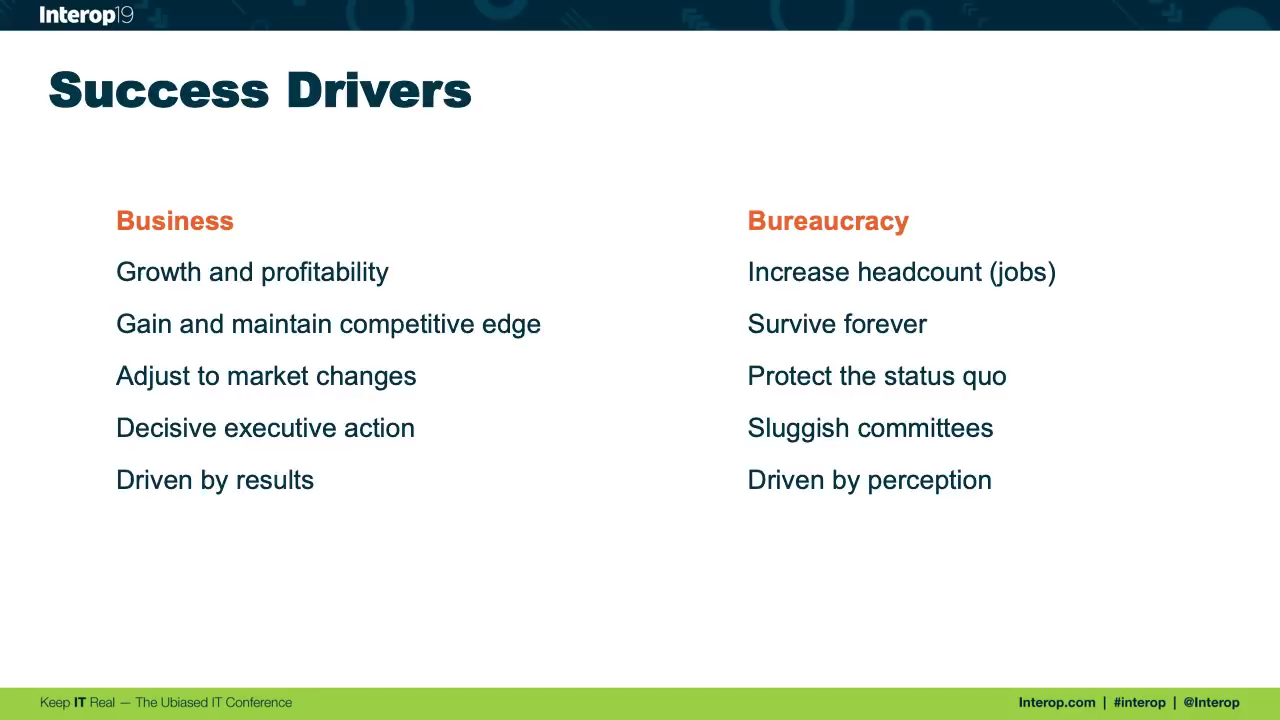 Interop19
Success Drivers
Business
Growth and profitability
Gain and maintain competitive edge
Adjust to market changes
Decisive executive action
Driven by results
Bureaucracy
Increase headcount (jobs)
Survive forever
Protect the status quo
Sluggish committees
Driven by perception
Keep IT Real — The Ubiased IT Conference
Interop.com | #interop | @Interop